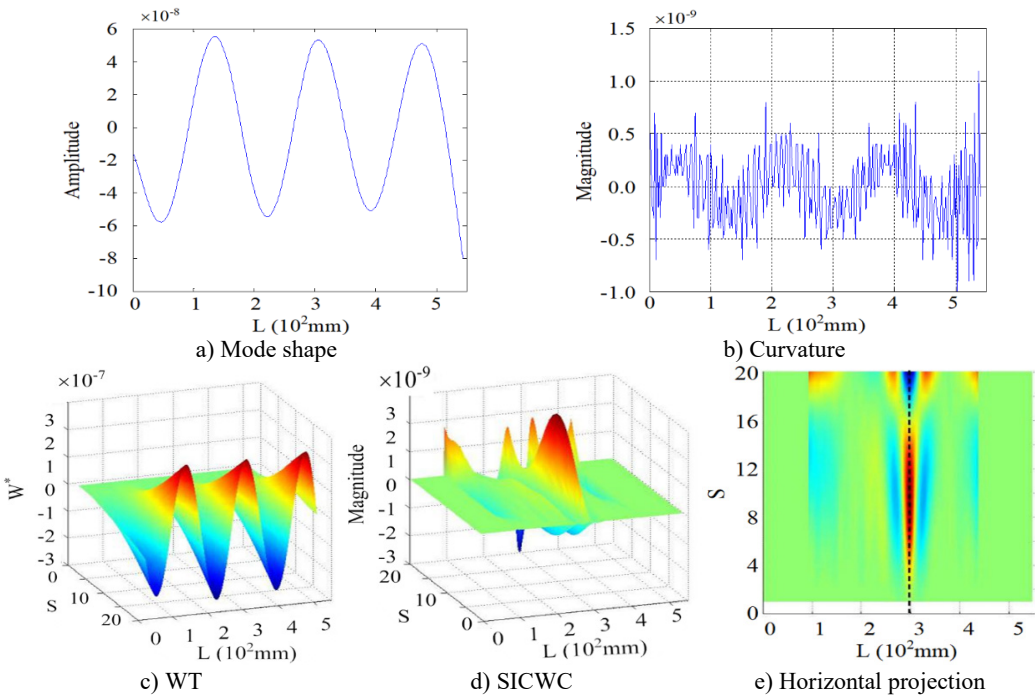 ×10⁻⁸
6
4
2
0
-2
-4
-6
-8
-10
Amplitude
0 1 2 3 4 5
L (10²mm)
a) Mode shape
×10⁻⁹
1.5
1.0
0.5
0.0
-0.5
-1.0
Magnitude
0 1 2 3 4 5
L (10²mm)
b) Curvature
×10⁻⁷
3
2
1
0
-1
-2
-3
W*
0
10
20
S
0 1 2 3 4 5
L (10²mm)
c) WT
×10⁻⁹
3
2
1
0
-1
-2
-3
Magnitude
20
10
0
S
0 1 2 3 4 5
L (10²mm)
d) SICWC
20
16
12
8
4
0
S
0 1 2 3 4 5
L (10²mm)
e) Horizontal projection